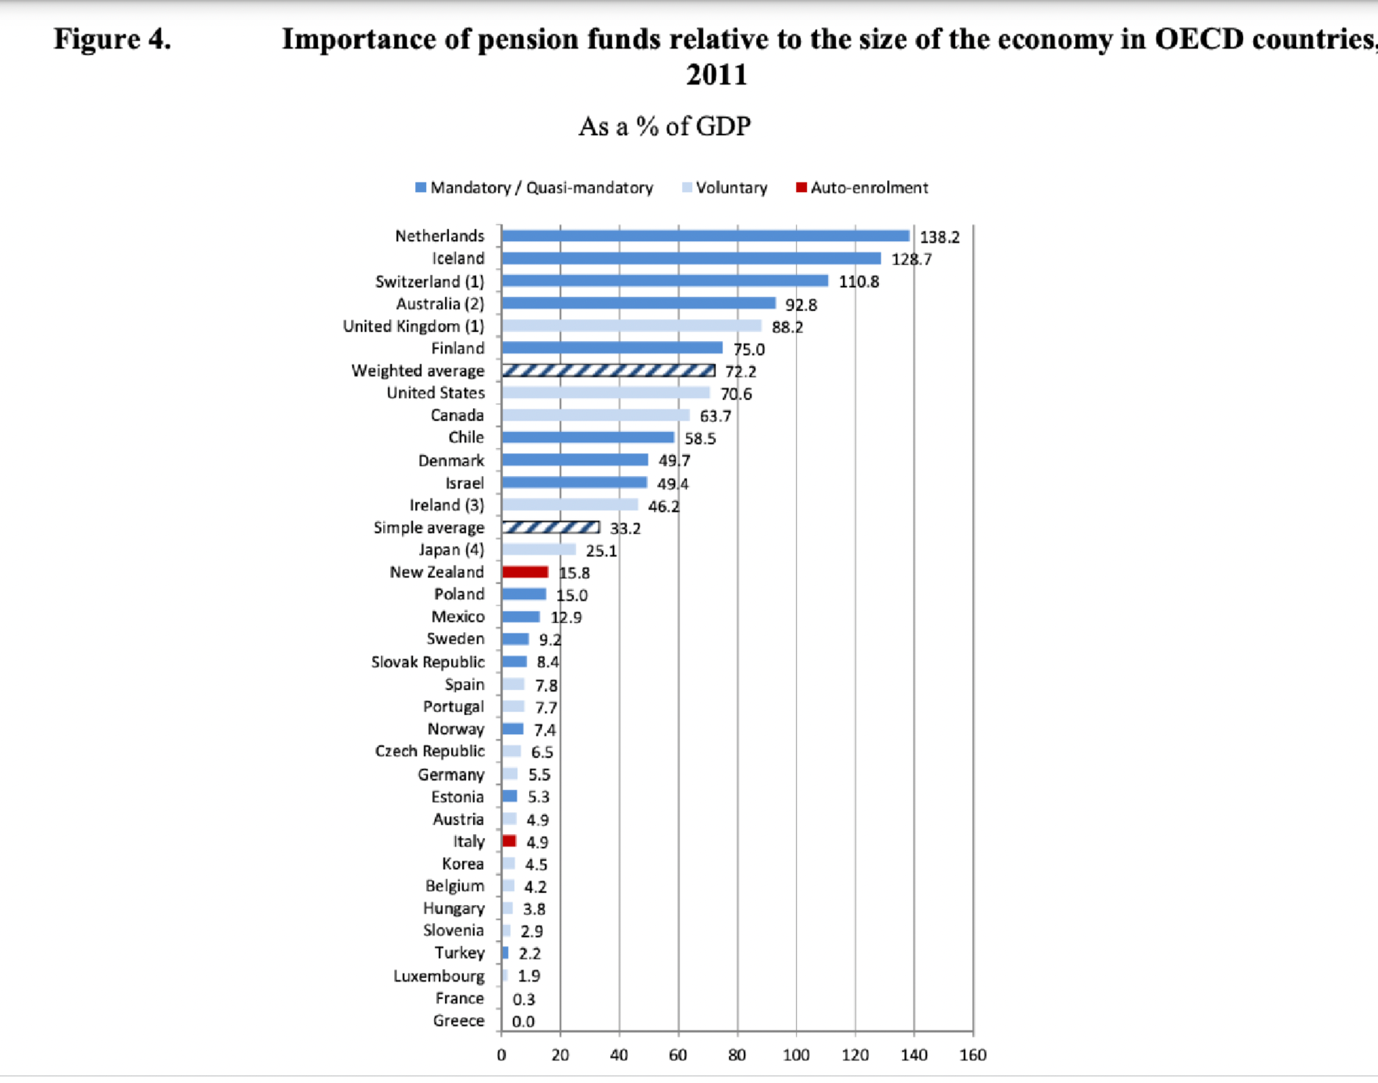 Figure 4. Importance of pension funds relative to the size of the economy in OECD countries,
2011
As a % of GDP
Mandatory / Quasi-mandatory Voluntary Auto-enrolment
Netherlands 138.2
Iceland 128.7
Switzerland (1) 110.8
Australia (2) 92.8
United Kingdom (1) 88.2
Finland 75.0
Weighted average 72.2
United States 70.6
Canada 63.7
Chile 58.5
Denmark 49.7
Israel 49.4
Ireland (3) 46.2
Simple average 33.2
Japan (4) 25.1
New Zealand 15.8
Poland 15.0
Mexico 12.9
Sweden 9.2
Slovak Republic 8.4
Spain 7.8
Portugal 7.7
Norway 7.4
Czech Republic 6.5
Germany 5.5
Estonia 5.3
Austria 4.9
Italy 4.9
Korea 4.5
Belgium 4.2
Hungary 3.8
Slovenia 2.9
Turkey 2.2
Luxembourg 1.9
France 0.3
Greece 0.0
0 20 40 60 80 100 120 140 160